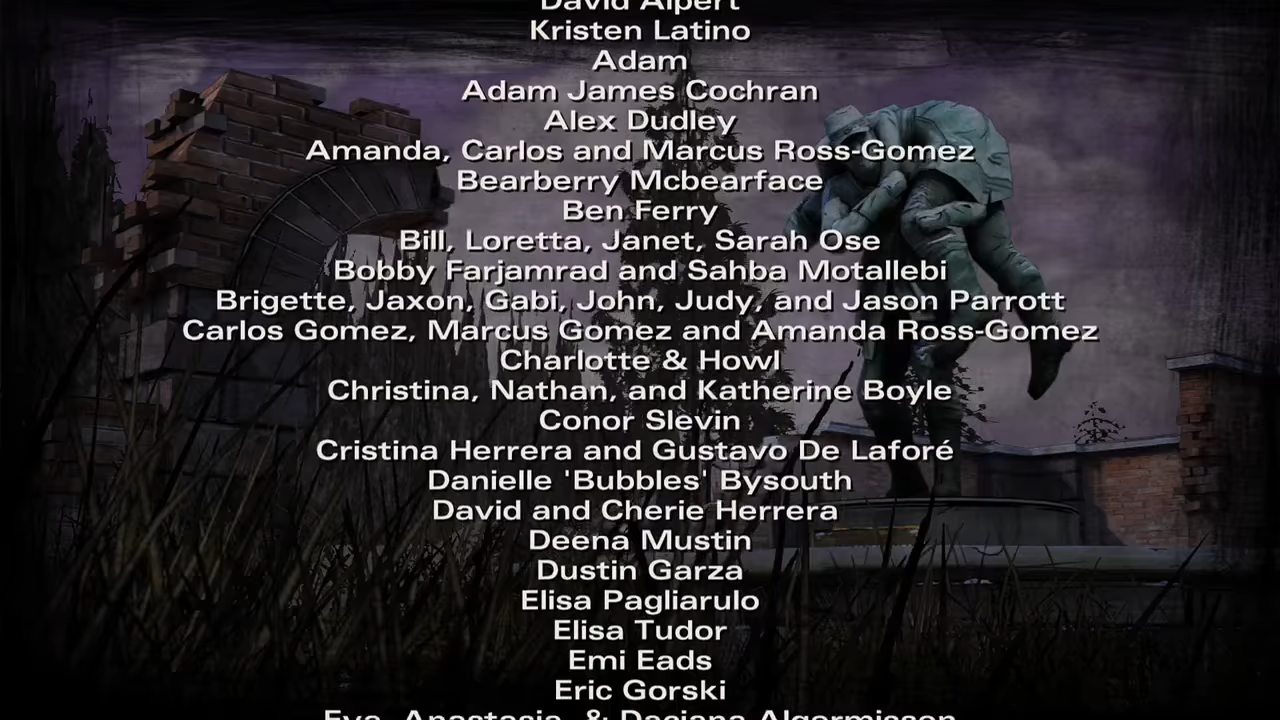 David Alpert
Kristen Latino
Adam
Adam James Cochran
Alex Dudley
Amanda, Carlos and Marcus Ross-Gomez
Bearberry Mcbearface
Ben Ferry
Bill, Loretta, Janet, Sarah Ose
Bobby Farjamrad and Sahba Motallebi
Brigette, Jaxon, Gabi, John, Judy, and Jason Parrott
Carlos Gomez, Marcus Gomez and Amanda Ross-Gomez
Charlotte & Howl
Christina, Nathan, and Katherine Boyle
Conor Slevin
Cristina Herrera and Gustavo De Laforé
Danielle 'Bubbles' Bysouth
David and Cherie Herrera
Deena Mustin
Dustin Garza
Elisa Pagliarulo
Elisa Tudor
Emi Eads
Eric Gorski